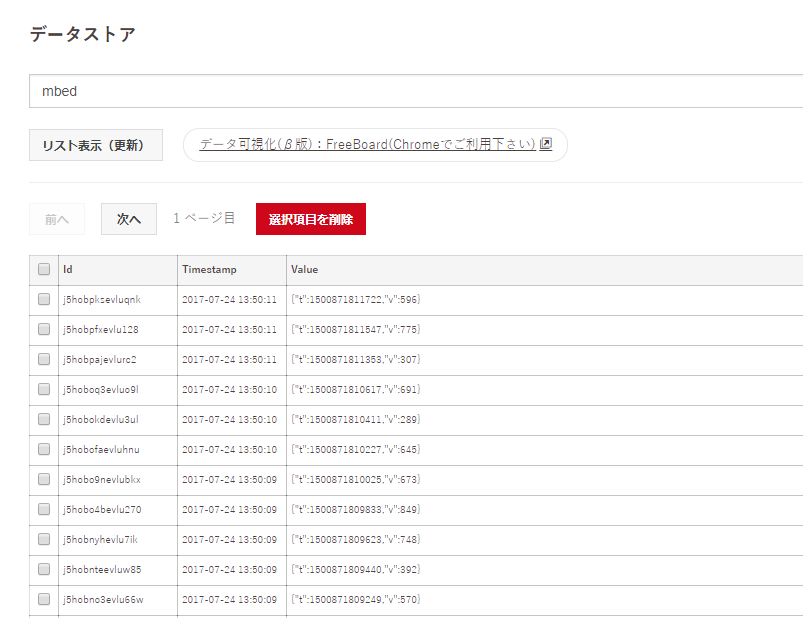 データストア
mbed
リスト表示（更新）
データ可視化(β版)：FreeBoard(Chromeでご利用下さい)
前へ 次へ 1 ページ目 選択項目を削除
Id Timestamp Value
j5hobpksevluqnk 2017-07-24 13:50:11 {"t":1500871811722,"v":596}
j5hobpfxevlu128 2017-07-24 13:50:11 {"t":1500871811547,"v":775}
j5hobpajevlurc2 2017-07-24 13:50:11 {"t":1500871811353,"v":307}
j5hoboq3evluo9l 2017-07-24 13:50:10 {"t":1500871810617,"v":691}
j5hobokdevlu3ul 2017-07-24 13:50:10 {"t":1500871810411,"v":289}
j5hobofaevluhnu 2017-07-24 13:50:10 {"t":1500871810227,"v":645}
j5hobo9nevlubkx 2017-07-24 13:50:09 {"t":1500871810025,"v":673}
j5hobo4bevlu270 2017-07-24 13:50:09 {"t":1500871809833,"v":849}
j5hobnyhevlu7ik 2017-07-24 13:50:09 {"t":1500871809623,"v":748}
j5hobnteevluw85 2017-07-24 13:50:09 {"t":1500871809440,"v":392}
j5hobno3evlu66w 2017-07-24 13:50:09 {"t":1500871809249,"v":570}